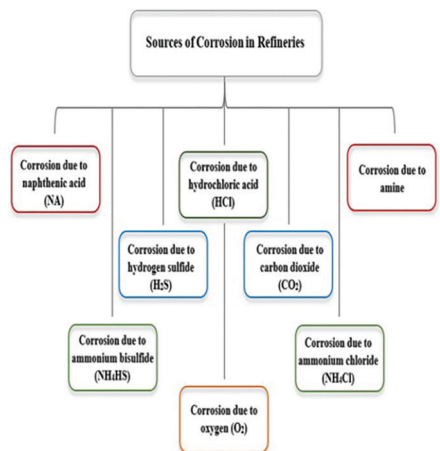 Sources of Corrosion in Refineries
Corrosion due to
naphthenic acid
(NA)
Corrosion due to
hydrochloric acid
(HCl)
Corrosion due to
amine
Corrosion due to
hydrogen sulfide
(H₂S)
Corrosion due to
carbon dioxide
(CO₂)
Corrosion due to
ammonium bisulfide
(NH₄HS)
Corrosion due to
ammonium chloride
(NH₄Cl)
Corrosion due to
oxygen (O₂)